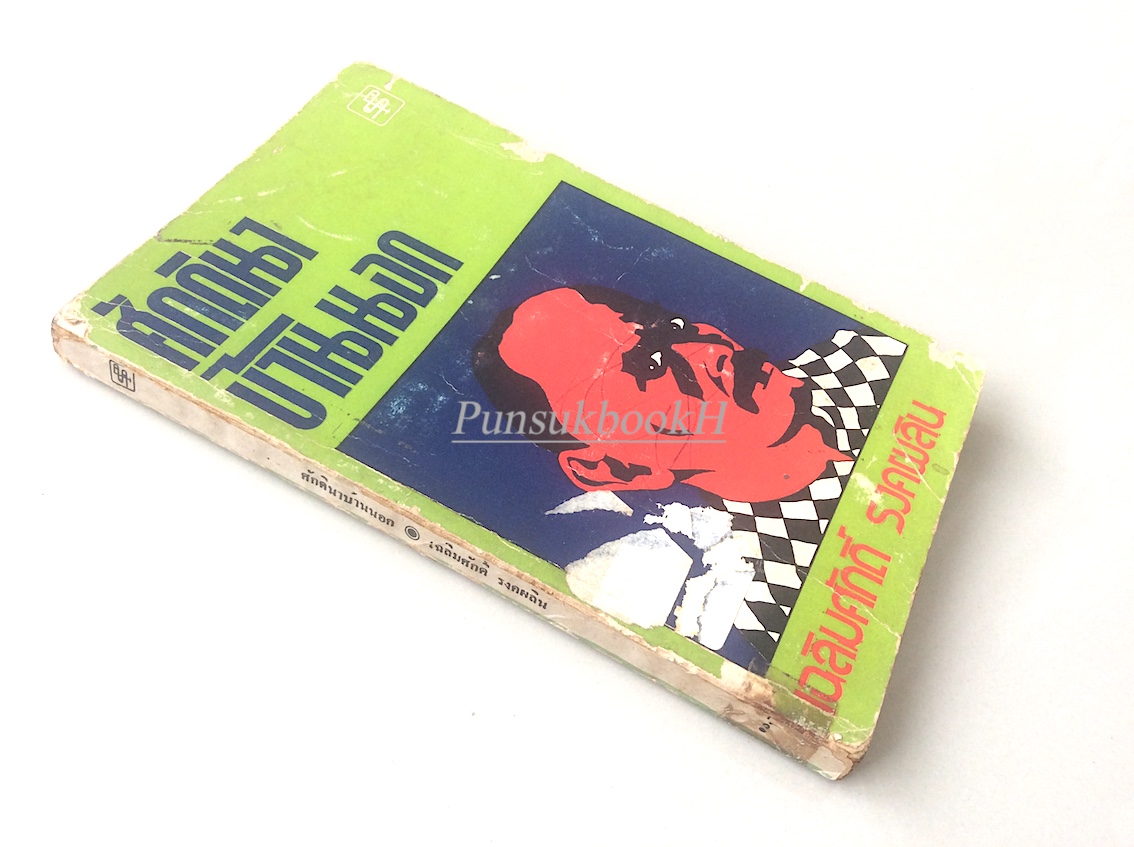 ศักดินา
บ้านนอก
เฉลิมศักดิ์ รงคผลิน
ศักดินาบ้านนอก ◉ เฉลิมศักดิ์ รงคผลิน
PunsukbookH